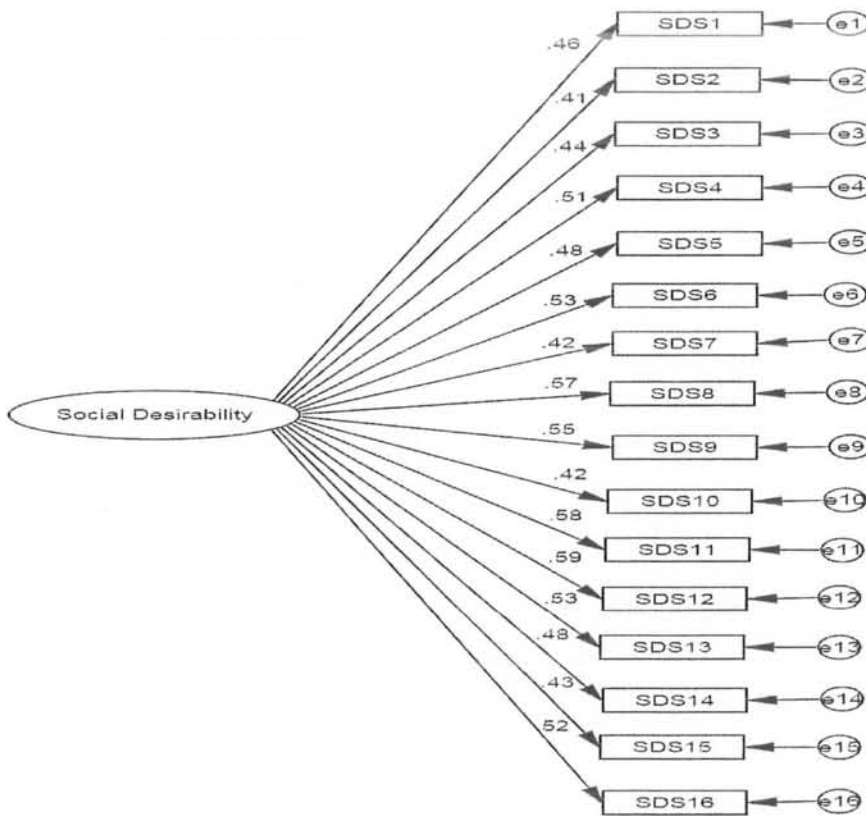 .46 SDS1 e1
.41 SDS2 e2
.44 SDS3 e3
.51 SDS4 e4
.48 SDS5 e5
.53 SDS6 e6
.42 SDS7 e7
Social Desirability .57 SDS8 e8
.55 SDS9 e9
.42 SDS10 e10
.58 SDS11 e11
.59 SDS12 e12
.53 SDS13 e13
.48 SDS14 e14
.43 SDS15 e15
.52 SDS16 e16